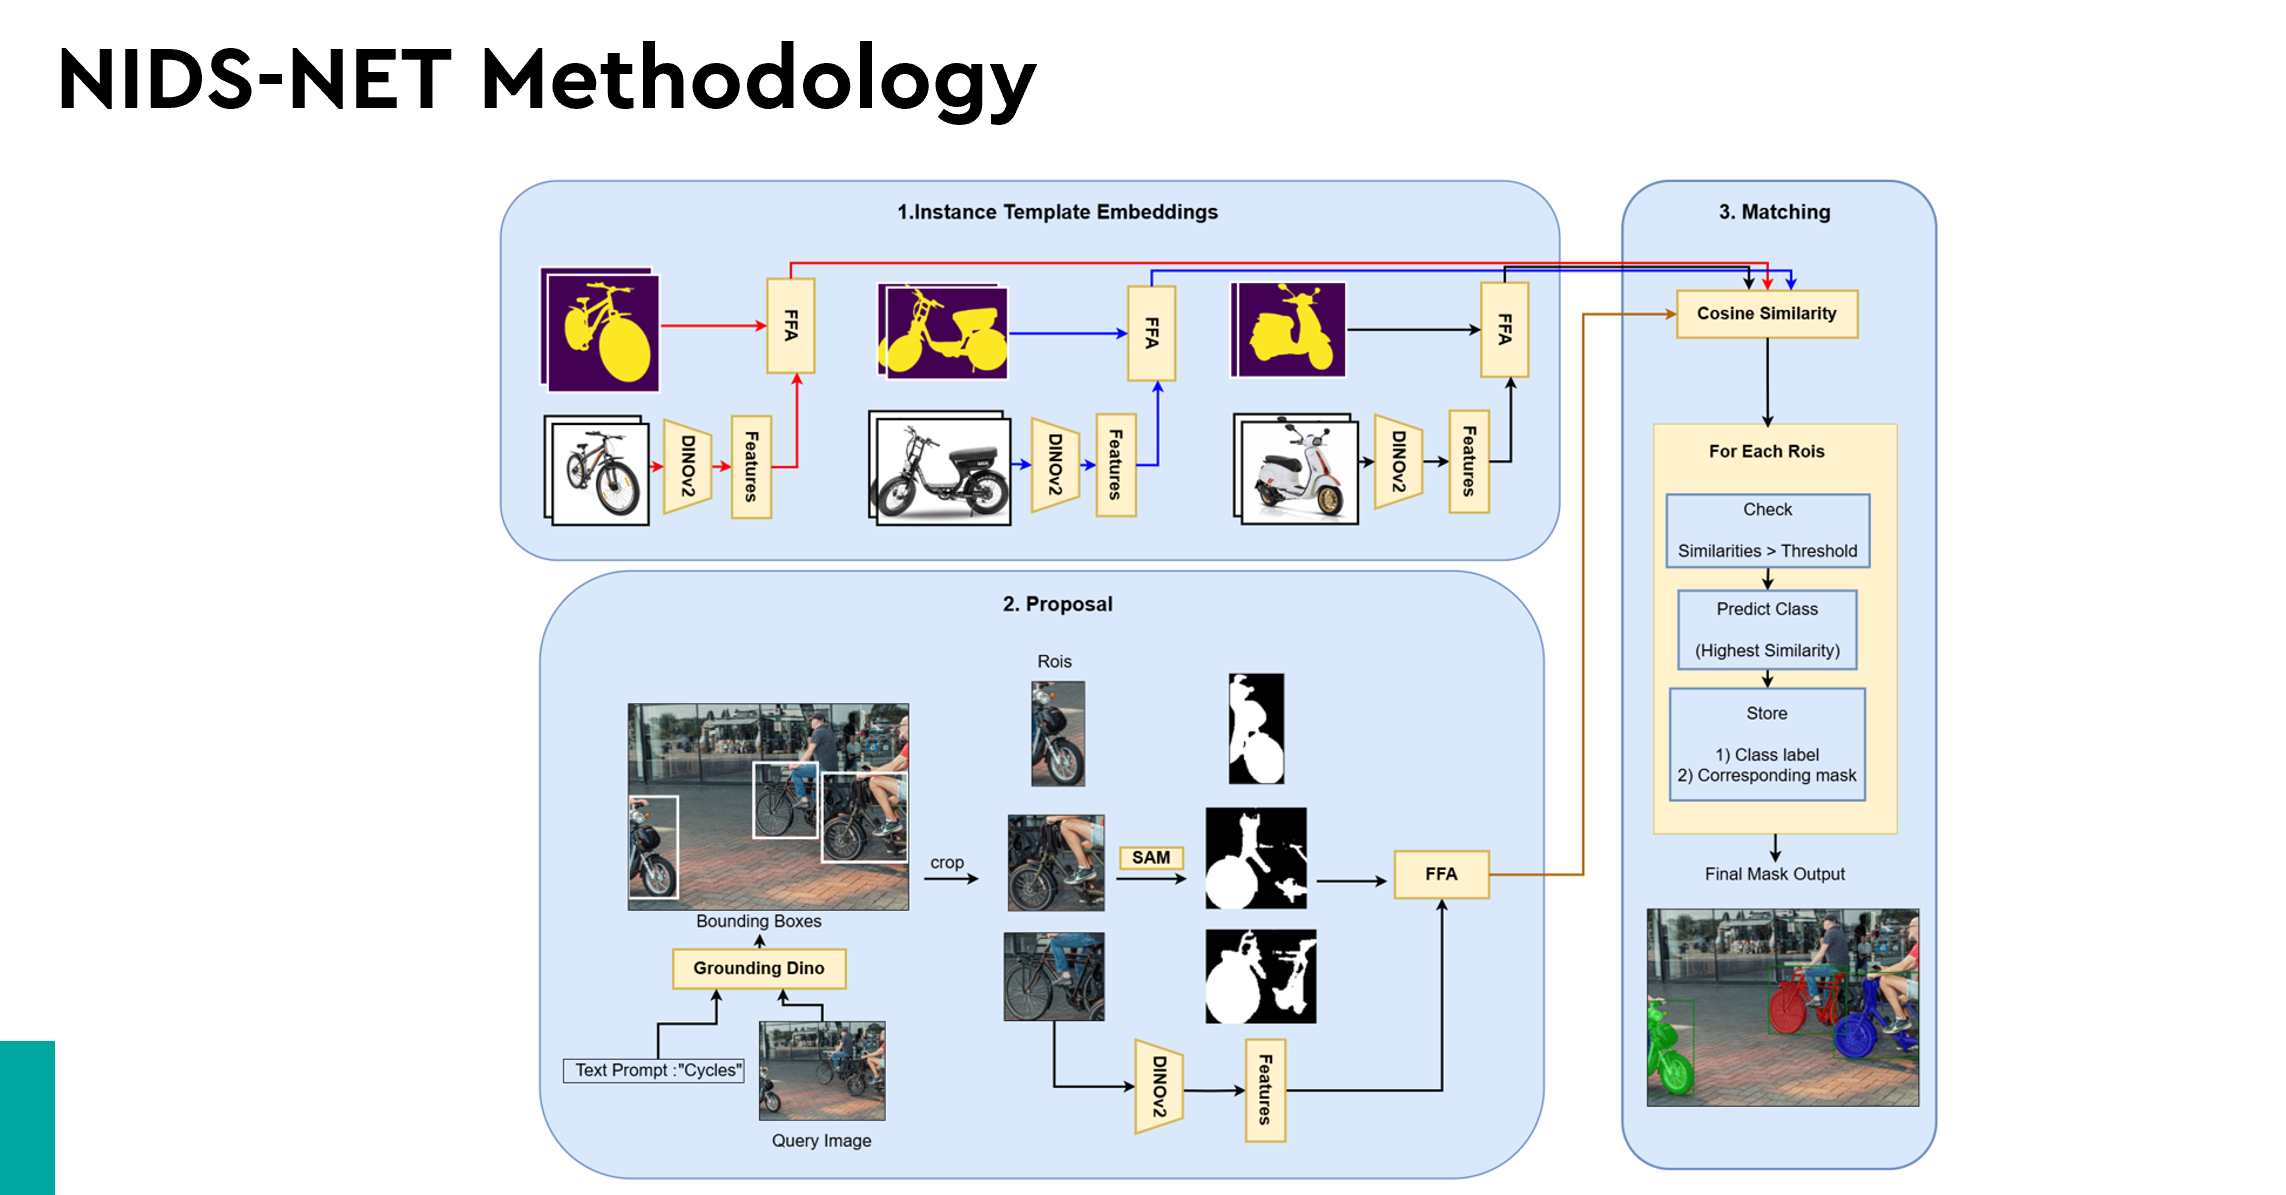 NIDS-NET Methodology
1.Instance Template Embeddings
FFA
FFA
FFA
DINOv2
Features
DINOv2
Features
DINOv2
Features
2. Proposal
Rois
crop
SAM
FFA
Bounding Boxes
Grounding Dino
Text Prompt :"Cycles"
Query Image
DINOv2
Features
3. Matching
Cosine Similarity
For Each Rois
Check
Similarities > Threshold
Predict Class
(Highest Similarity)
Store
1) Class label
2) Corresponding mask
Final Mask Output